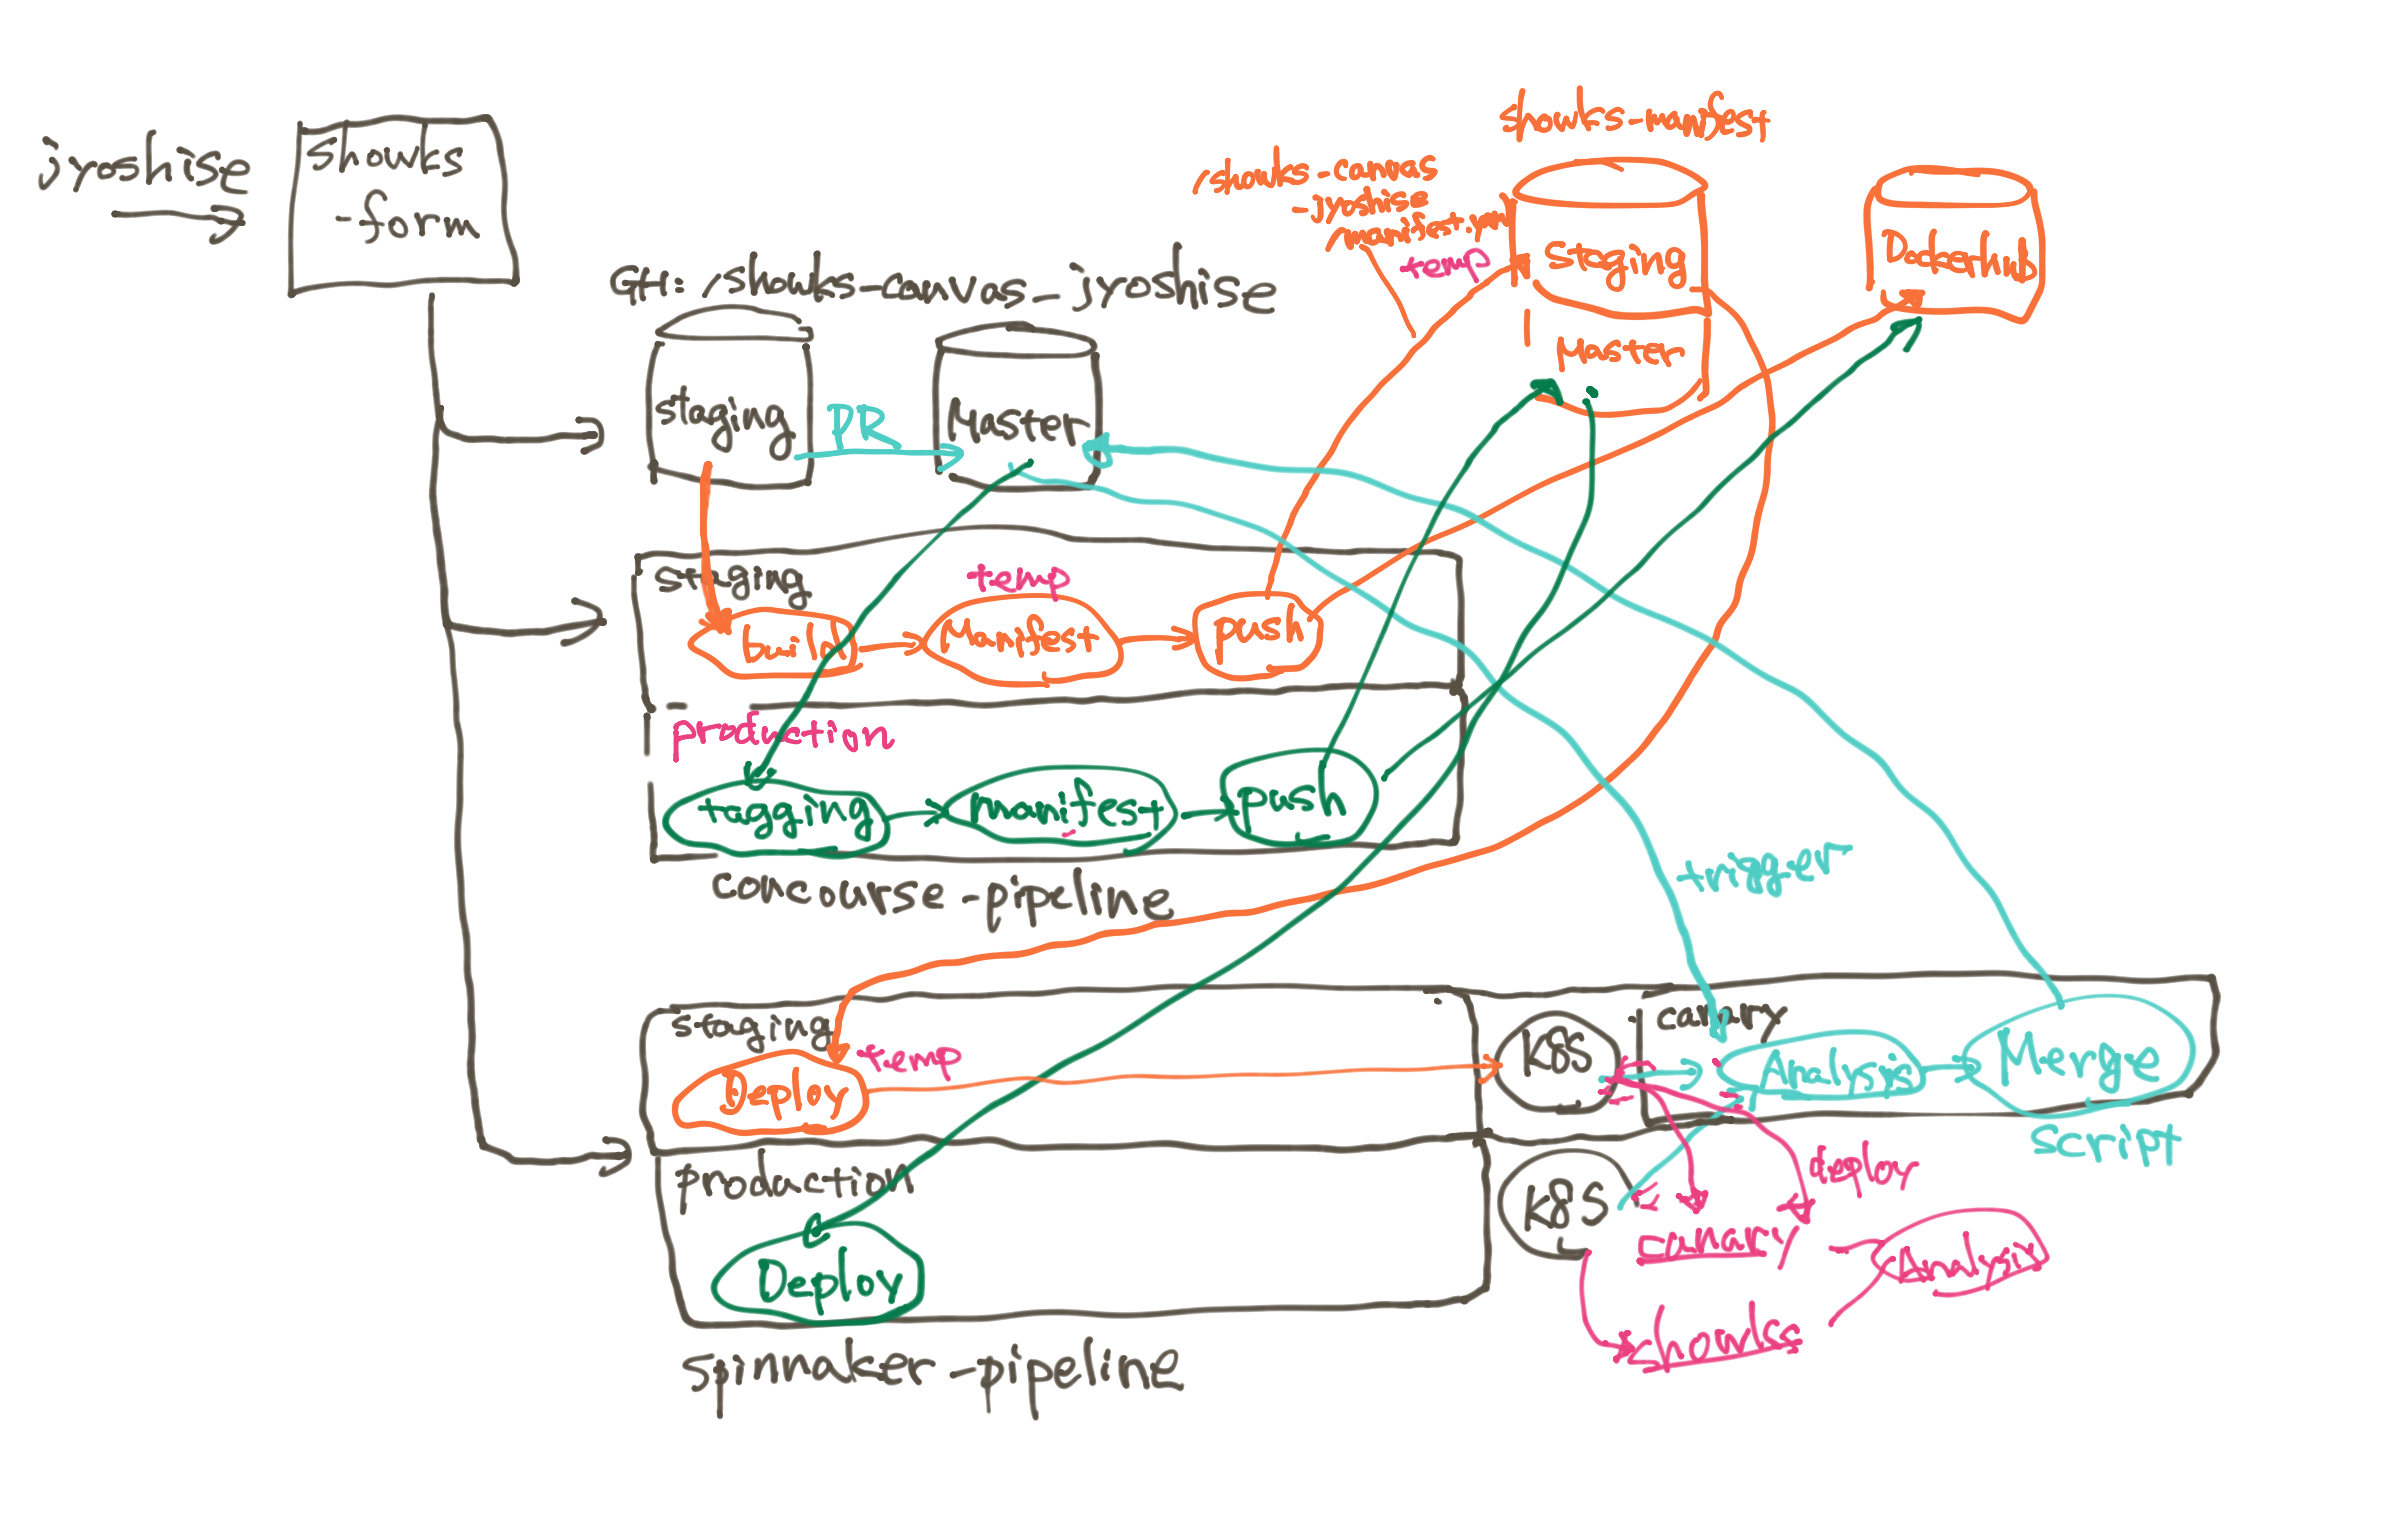 jyoshise
showks
-form
GH: /showks-canvas-jyoshise
staging
PR
Master
showks-canvas
-jyoshise
temp
showks-manifest
staging
Master
Dockerhub
staging
temp
build
Manifest
push
production
tagging
manifest
push
concourse-pipeline
trigger
staging
Deploy
temp
K8S
canary
Analysis
Merge
script
production
Deploy
K8S
deploy
canary
Analysis
showks
spinnaker-pipeline